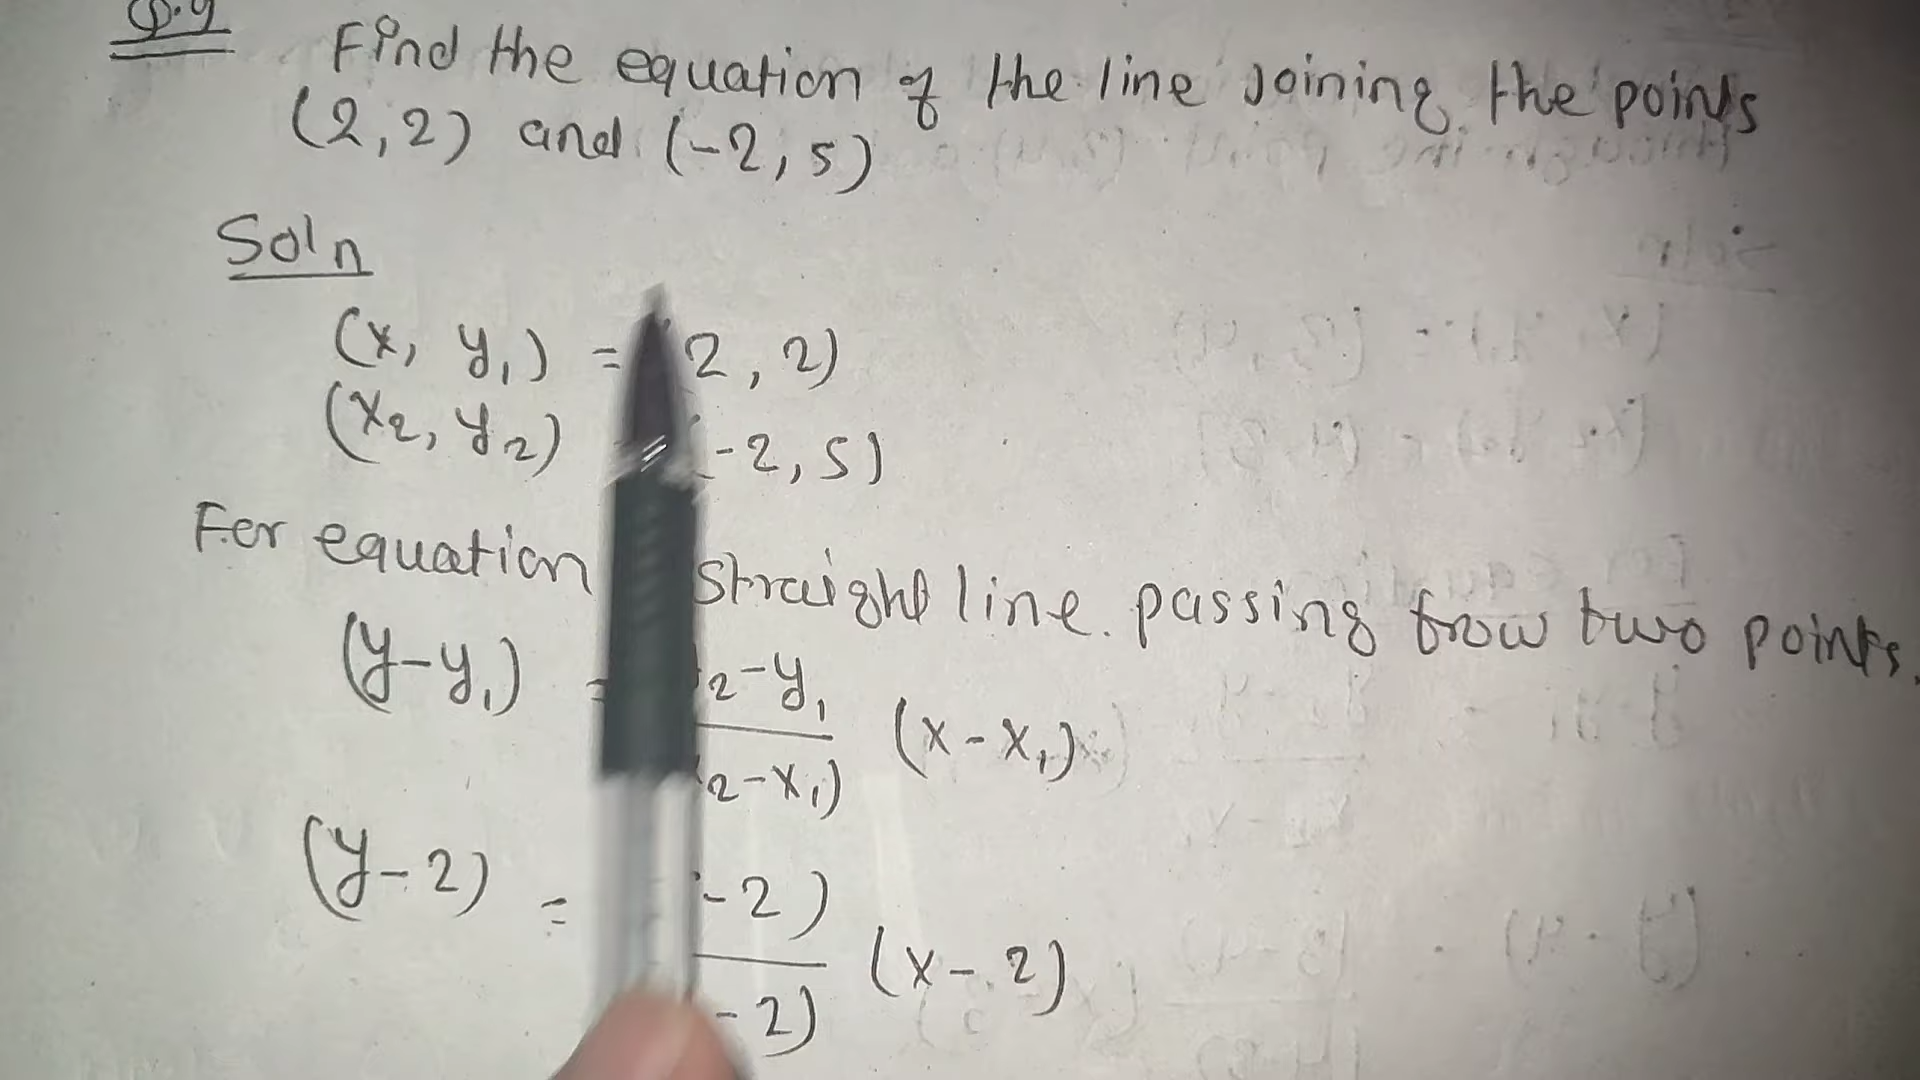 Q.9
Find the equation of the line Joining the points
(2,2) and (-2,5)
Soln
(x, y1) = 2, 2)
(x2, y2) (-2, 5)
For equation straight line. passing from two points.
(y-y1) = 2-y1 (x-x1)
2-x1)
(y-2) = -2) (x-2)
-2)